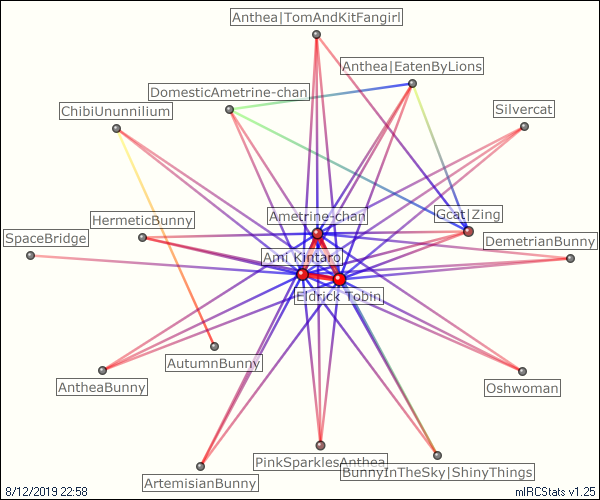 Anthea|TomAndKitFangirl
Anthea|EatenByLions
DomesticAmetrine-chan
ChibiUnunnilium
Silvercat
HermeticBunny
Ametrine-chan
Gcat|Zing
SpaceBridge
DemetrianBunny
Ami Kintaro
Eldrick Tobin
AutumnBunny
AntheaBunny
Oshwoman
PinkSparklesAnthea
BunnyInTheSky|ShinyThings
ArtemisianBunny
8/12/2019 22:58
mIRCStats v1.25